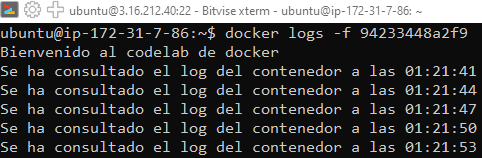 ubuntu@3.16.212.40:22 - Bitvise xterm - ubuntu@ip-172-31-7-86: ~
ubuntu@ip-172-31-7-86:~$ docker logs -f 94233448a2f9
Bienvenido al codelab de docker
Se ha consultado el log del contenedor a las 01:21:41
Se ha consultado el log del contenedor a las 01:21:44
Se ha consultado el log del contenedor a las 01:21:47
Se ha consultado el log del contenedor a las 01:21:50
Se ha consultado el log del contenedor a las 01:21:53